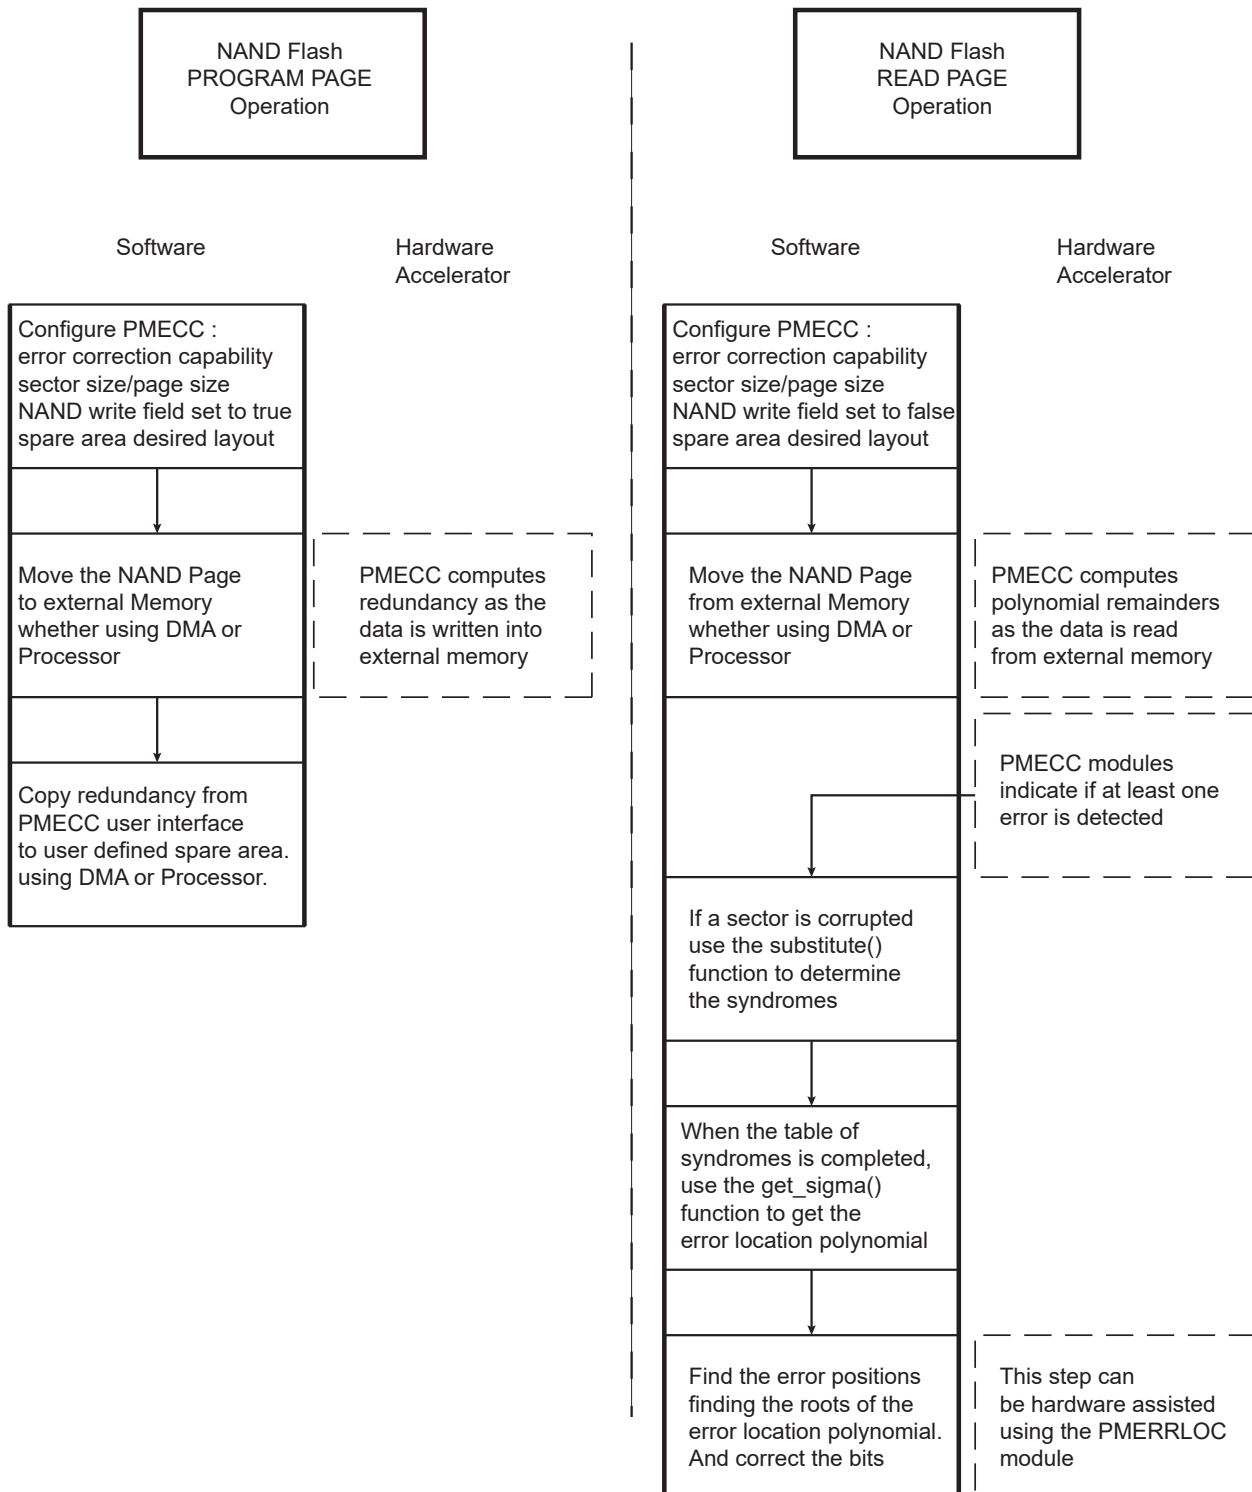 NAND Flash
PROGRAM PAGE
Operation
Software
Hardware
Accelerator
Configure PMECC :
error correction capability
sector size/page size
NAND write field set to true
spare area desired layout
Move the NAND Page
to external Memory
whether using DMA or
Processor
PMECC computes
redundancy as the
data is written into
external memory
Copy redundancy from
PMECC user interface
to user defined spare area.
using DMA or Processor.
NAND Flash
READ PAGE
Operation
Software
Hardware
Accelerator
Configure PMECC :
error correction capability
sector size/page size
NAND write field set to false
spare area desired layout
Move the NAND Page
from external Memory
whether using DMA or
Processor
PMECC computes
polynomial remainders
as the data is read
from external memory
PMECC modules
indicate if at least one
error is detected
If a sector is corrupted
use the substitute()
function to determine
the syndromes
When the table of
syndromes is completed,
use the get_sigma()
function to get the
error location polynomial
Find the error positions
finding the roots of the
error location polynomial.
And correct the bits
This step can
be hardware assisted
using the PMERRLOC
module